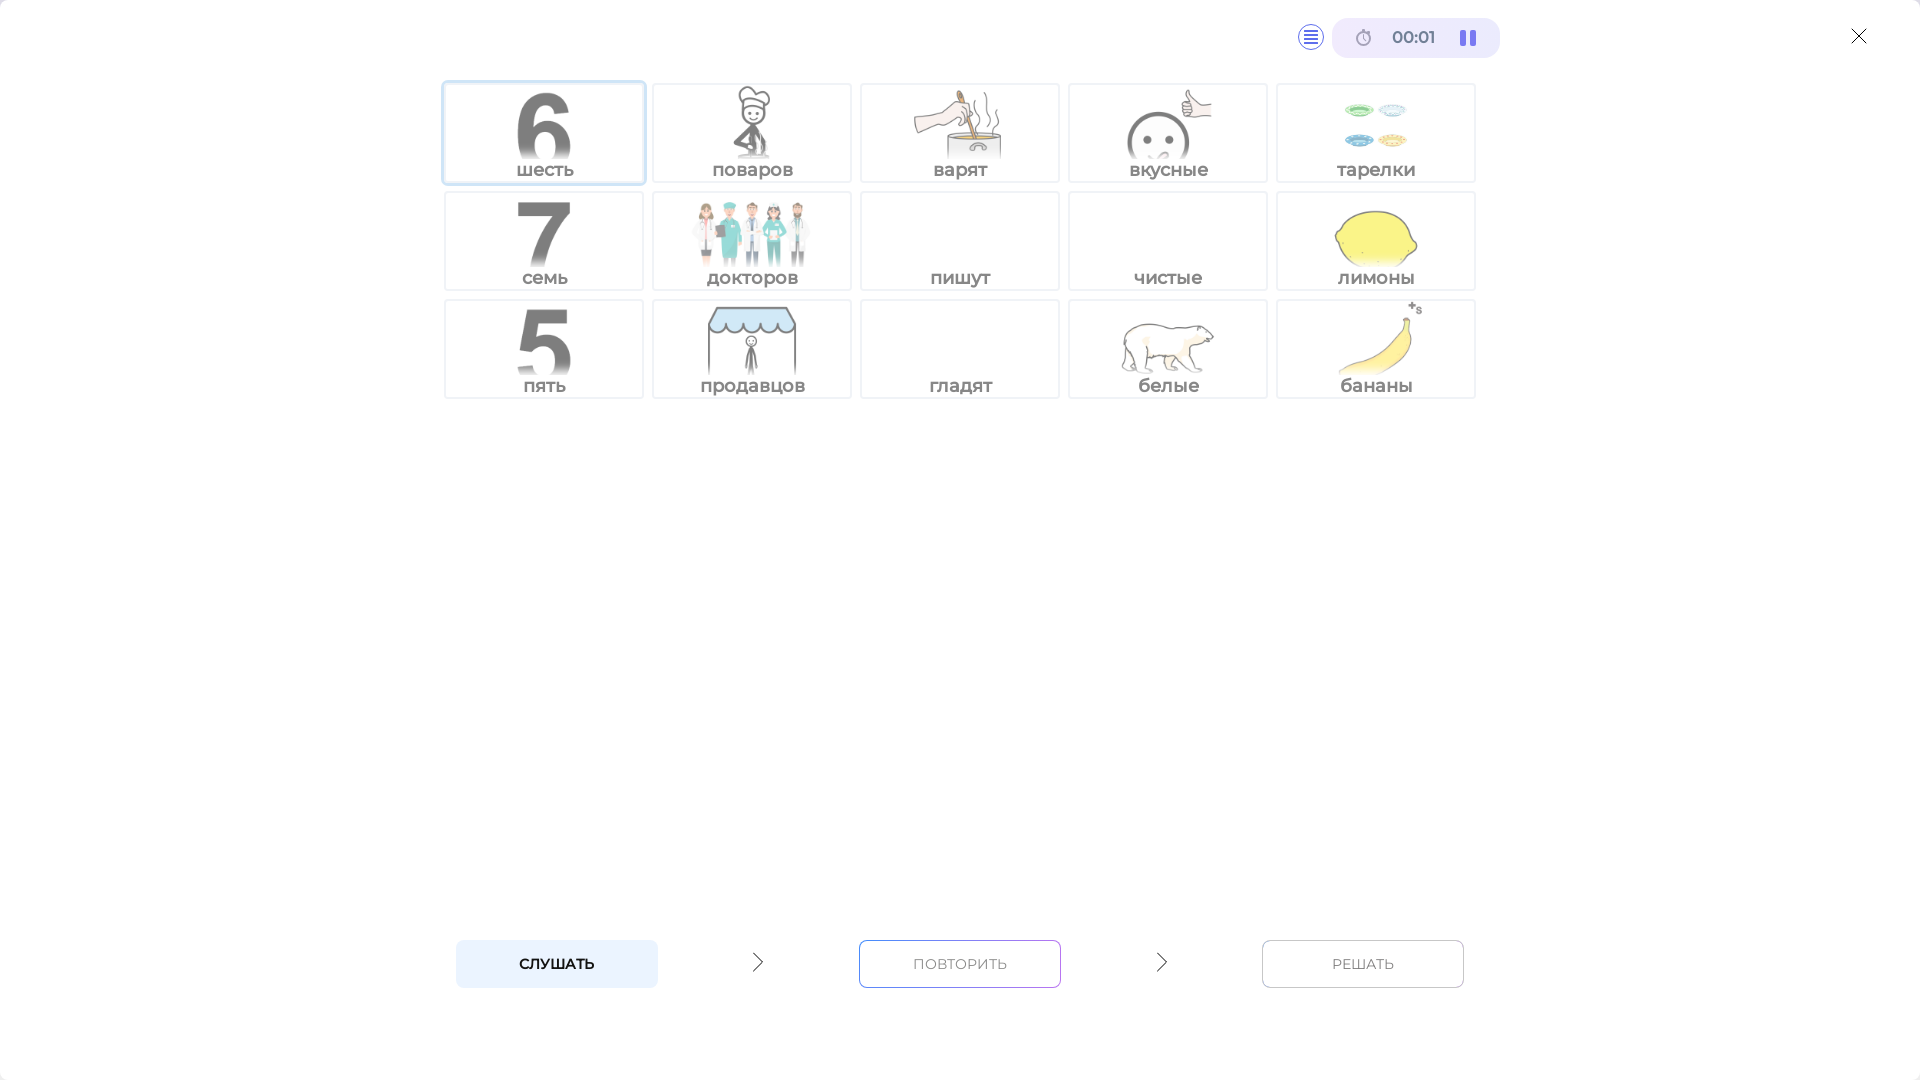 00:01
6
шесть
поваров
варят
вкусные
тарелки
7
семь
докторов
пишут
чистые
лимоны
5
пять
продавцов
гладят
белые
+s
бананы
СЛУШАТЬ
ПОВТОРИТЬ
РЕШАТЬ